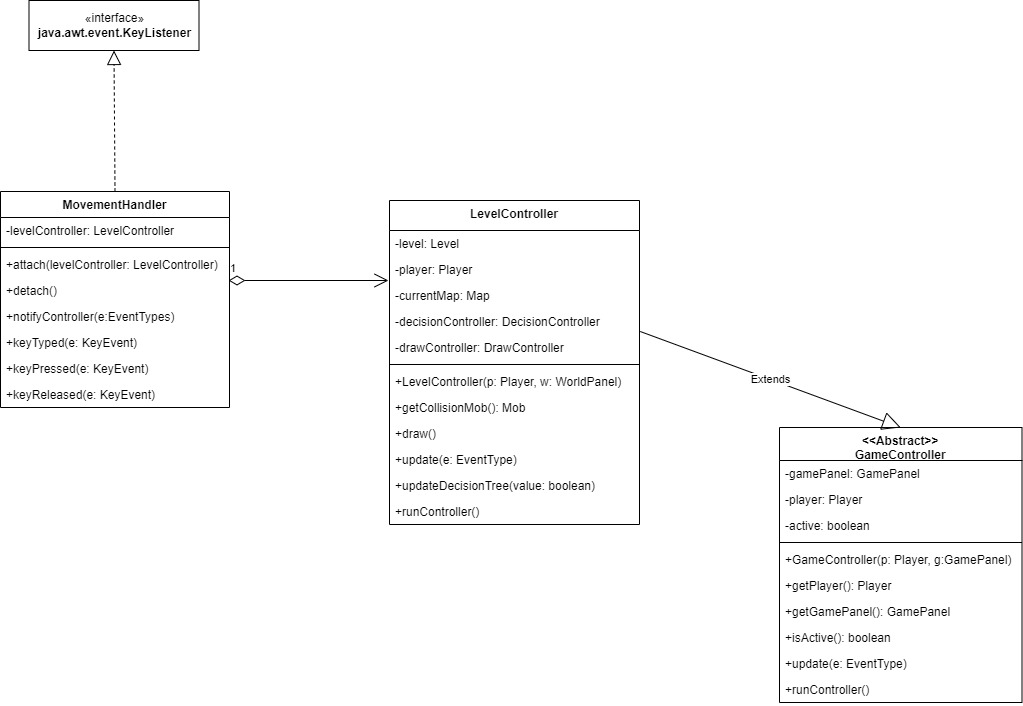 «interface»
java.awt.event.KeyListener
MovementHandler
-levelController: LevelController
+attach(levelController: LevelController)
+detach()
+notifyController(e:EventTypes)
+keyTyped(e: KeyEvent)
+keyPressed(e: KeyEvent)
+keyReleased(e: KeyEvent)
1
LevelController
-level: Level
-player: Player
-currentMap: Map
-decisionController: DecisionController
-drawController: DrawController
+LevelController(p: Player, w: WorldPanel)
+getCollisionMob(): Mob
+draw()
+update(e: EventType)
+updateDecisionTree(value: boolean)
+runController()
Extends
<<Abstract>>
GameController
-gamePanel: GamePanel
-player: Player
-active: boolean
+GameController(p: Player, g:GamePanel)
+getPlayer(): Player
+getGamePanel(): GamePanel
+isActive(): boolean
+update(e: EventType)
+runController()